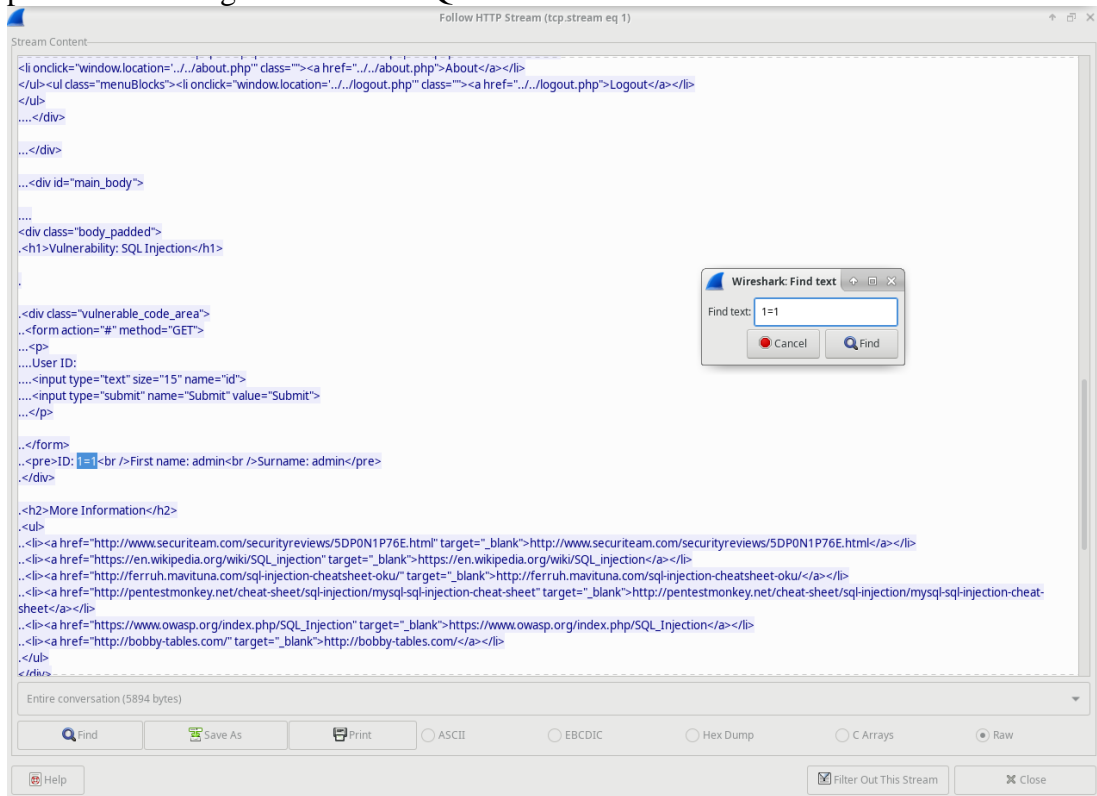 Follow HTTP Stream (tcp.stream eq 1)
Stream Content
<li onclick="window.location='../../about.php'" class=""><a href="../../about.php">About</a></li>
</ul><ul class="menuBlocks"><li onclick="window.location='../../logout.php'" class=""><a href="../../logout.php">Logout</a></li>
</ul>
....</div>
...</div>
...<div id="main_body">
....
<div class="body_padded">
.<h1>Vulnerability: SQL Injection</h1>
.
.<div class="vulnerable_code_area">
..<form action="#" method="GET">
...<p>
....User ID:
....<input type="text" size="15" name="id">
....<input type="submit" name="Submit" value="Submit">
...</p>
..</form>
..<pre>ID: 1=1<br />First name: admin<br />Surname: admin</pre>
.</div>
.<h2>More Information</h2>
.<ul>
..<li><a href="http://www.securiteam.com/securityreviews/5DP0N1P76E.html" target="_blank">http://www.securiteam.com/securityreviews/5DP0N1P76E.html</a></li>
..<li><a href="https://en.wikipedia.org/wiki/SQL_injection" target="_blank">https://en.wikipedia.org/wiki/SQL_injection</a></li>
..<li><a href="http://ferruh.mavituna.com/sql-injection-cheatsheet-oku/" target="_blank">http://ferruh.mavituna.com/sql-injection-cheatsheet-oku/</a></li>
..<li><a href="http://pentestmonkey.net/cheat-sheet/sql-injection/mysql-sql-injection-cheat-sheet" target="_blank">http://pentestmonkey.net/cheat-sheet/sql-injection/mysql-sql-injection-cheat-
sheet</a></li>
..<li><a href="https://www.owasp.org/index.php/SQL_Injection" target="_blank">https://www.owasp.org/index.php/SQL_Injection</a></li>
..<li><a href="http://bobby-tables.com/" target="_blank">http://bobby-tables.com/</a></li>
.</ul>
</div>
Wireshark: Find text
Find text: 1=1
Cancel Find
Entire conversation (5894 bytes)
Find Save As Print ASCII EBCDIC Hex Dump C Arrays Raw
Help Filter Out This Stream Close